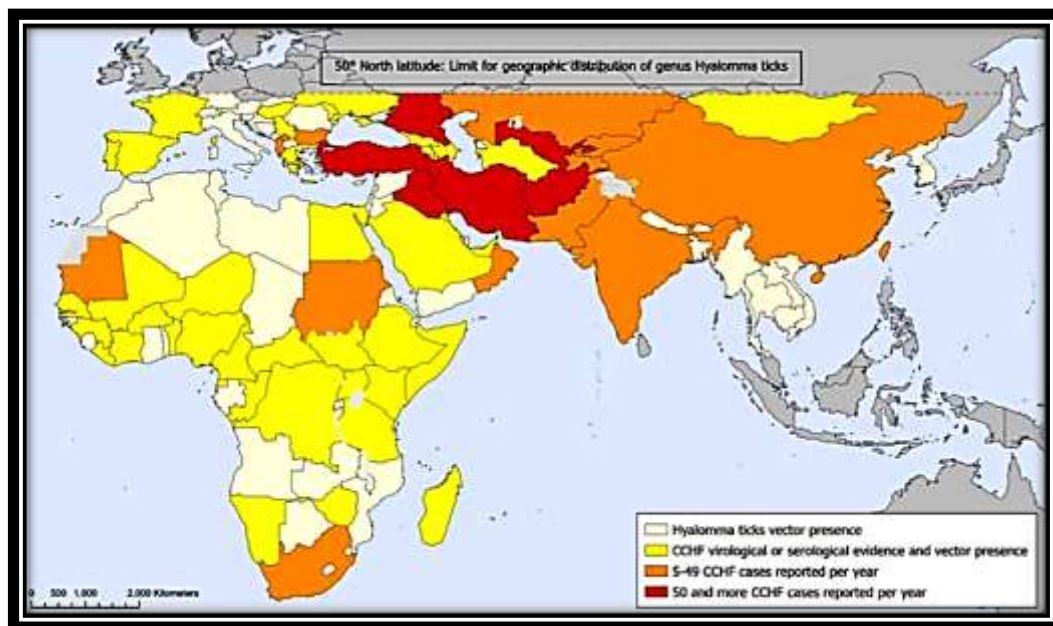 50° North latitude: Limit for geographic distribution of genus Hyalomma ticks
Hyalomma ticks vector presence
CCHF virological or serological evidence and vector presence
5-49 CCHF cases reported per year
50 and more CCHF cases reported per year
0 500 1,000 2,000 Kilometers